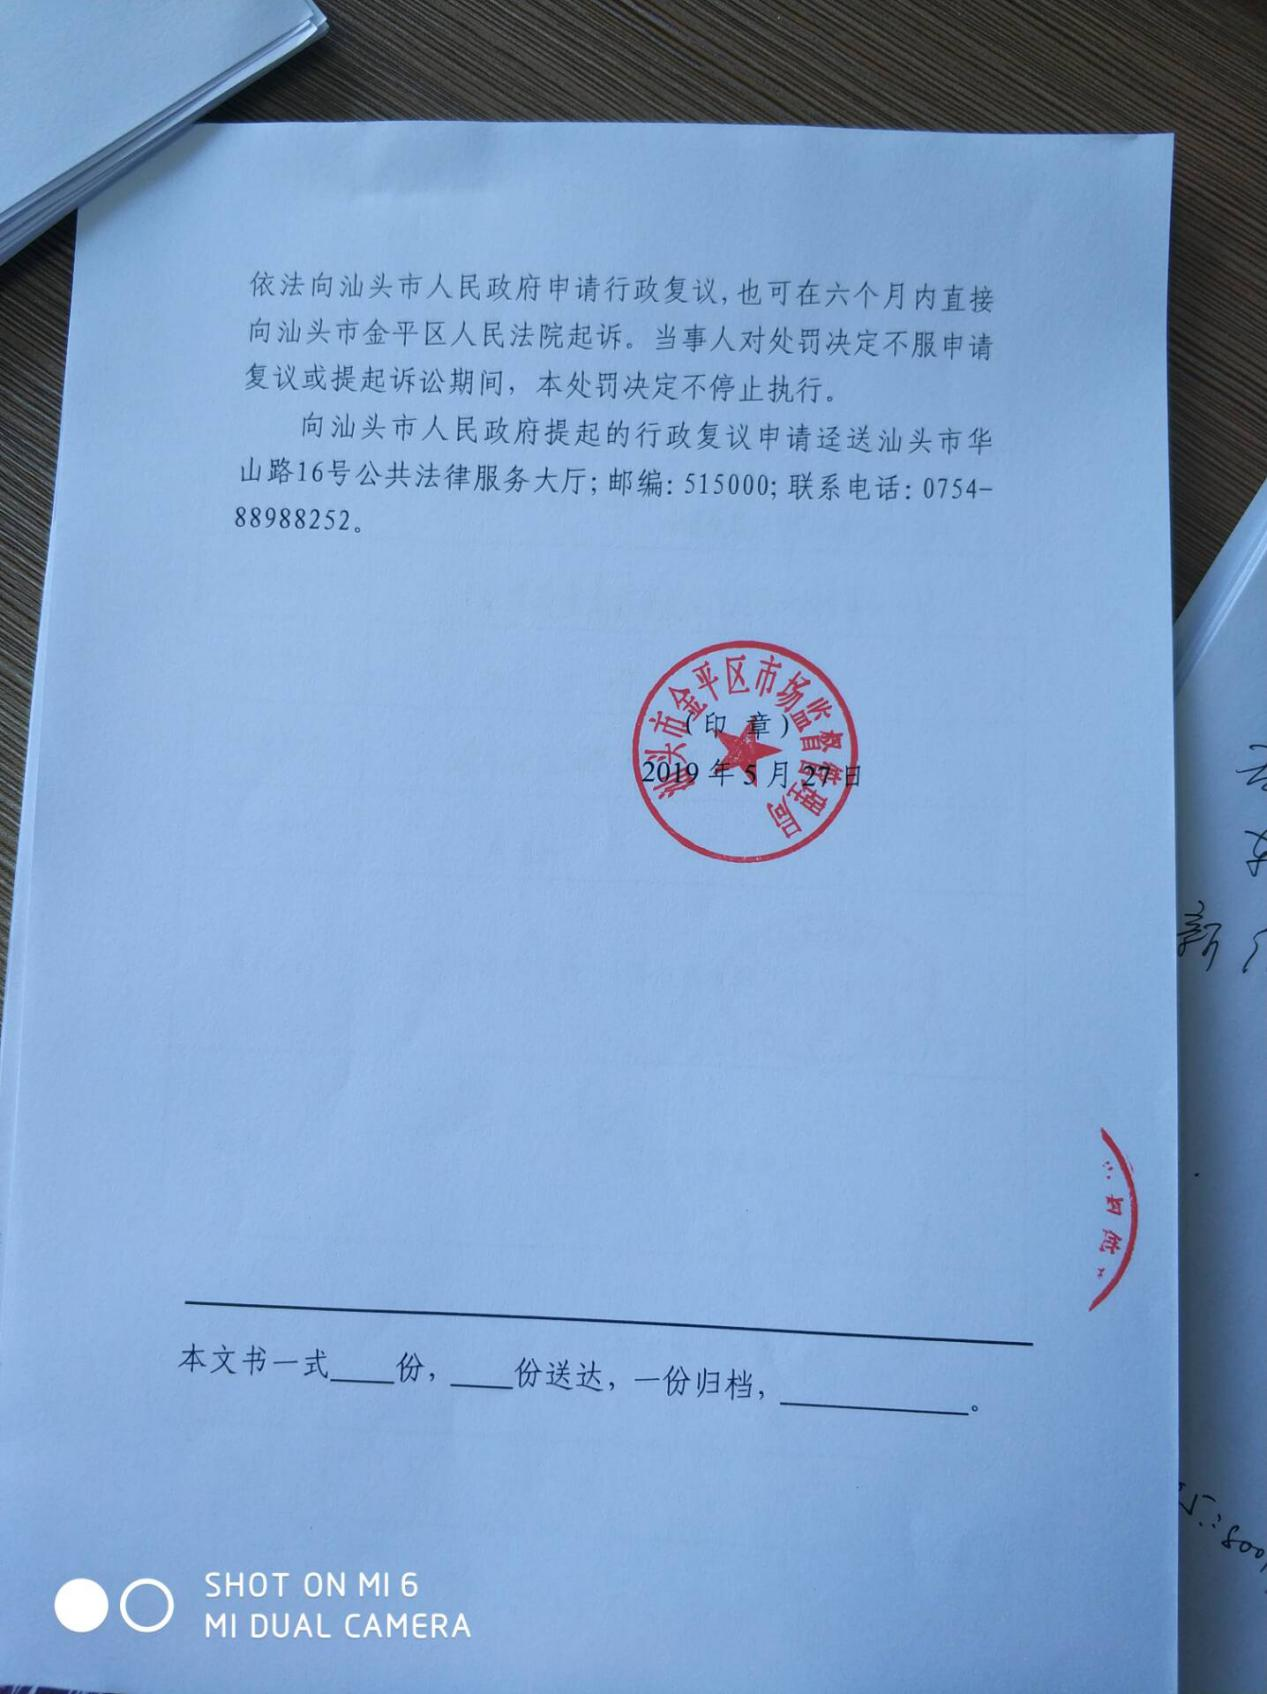 依法向汕头市人民政府申请行政复议,也可在六个月内直接
向汕头市金平区人民法院起诉。当事人对处罚决定不服申请
复议或提起诉讼期间，本处罚决定不停止执行。
向汕头市人民政府提起的行政复议申请迳送汕头市华
山路16号公共法律服务大厅;邮编:515000;联系电话:0754-
88988252。
汕头市金平区市场监督管理局
(印 章)
2019 年 5 月 27 日
本文书一式____份，____份送达，一份归档，____________。
新
SHOT ON MI 6
MI DUAL CAMERA